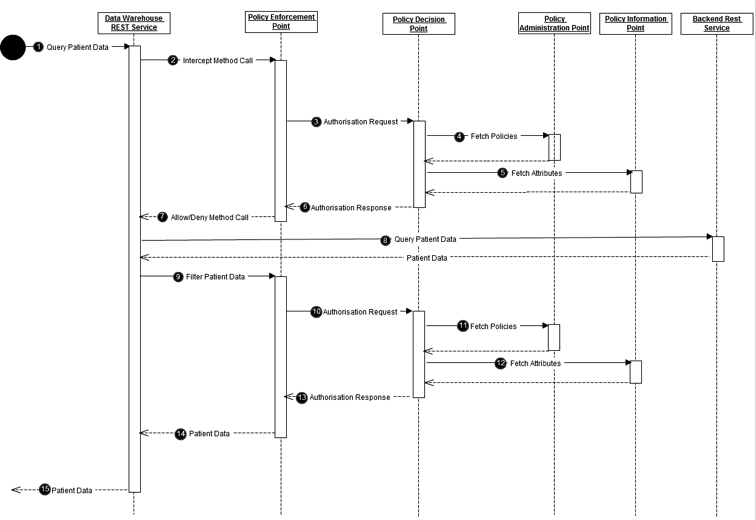 Data Warehouse
REST Service
Policy Enforcement
Point
Policy Decision
Point
Policy
Administration Point
Policy Information
Point
Backend Rest
Service
1 Query Patient Data
2 Intercept Method Call
3 Authorisation Request
4 Fetch Policies
5 Fetch Attributes
6 Authorisation Response
7 Allow/Deny Method Call
8 Query Patient Data
Patient Data
9 Filter Patient Data
10 Authorisation Request
11 Fetch Policies
12 Fetch Attributes
13 Authorisation Response
14 Patient Data
15 Patient Data